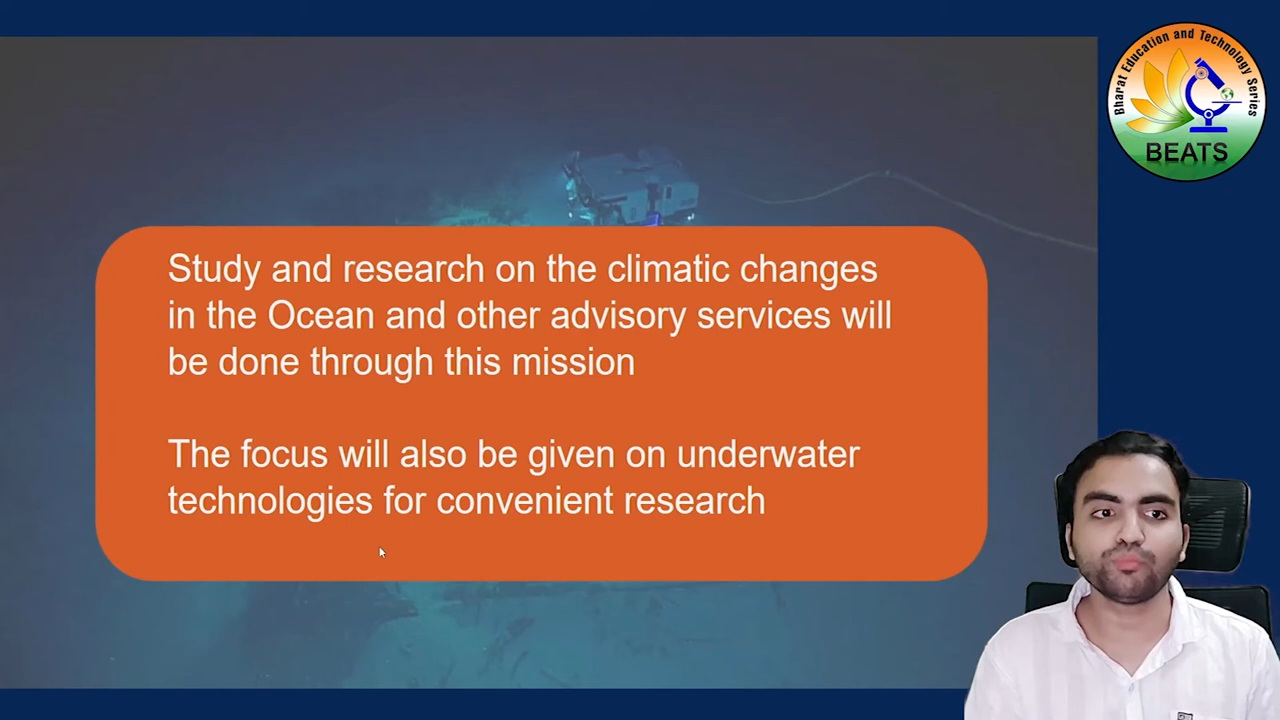 Bharat Education and Technology Series
BEATS
Study and research on the climatic changes
in the Ocean and other advisory services will
be done through this mission
The focus will also be given on underwater
technologies for convenient research